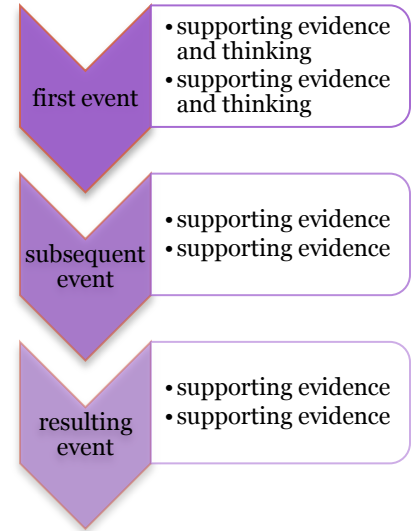 first event
• supporting evidence
and thinking
• supporting evidence
and thinking
subsequent
event
• supporting evidence
• supporting evidence
resulting
event
• supporting evidence
• supporting evidence